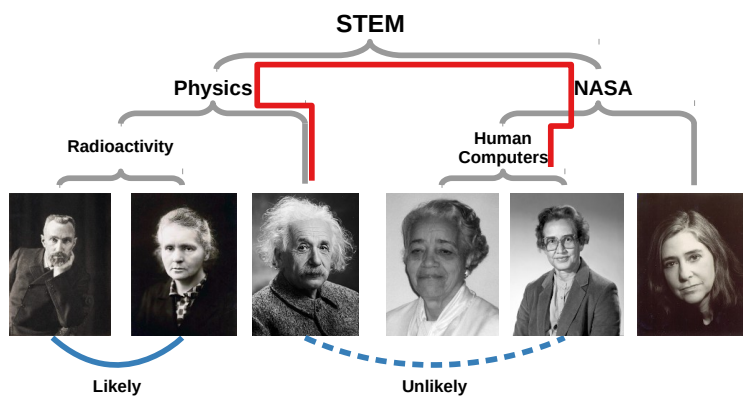 STEM
Physics
NASA
Radioactivity
Human
Computers
Likely
Unlikely